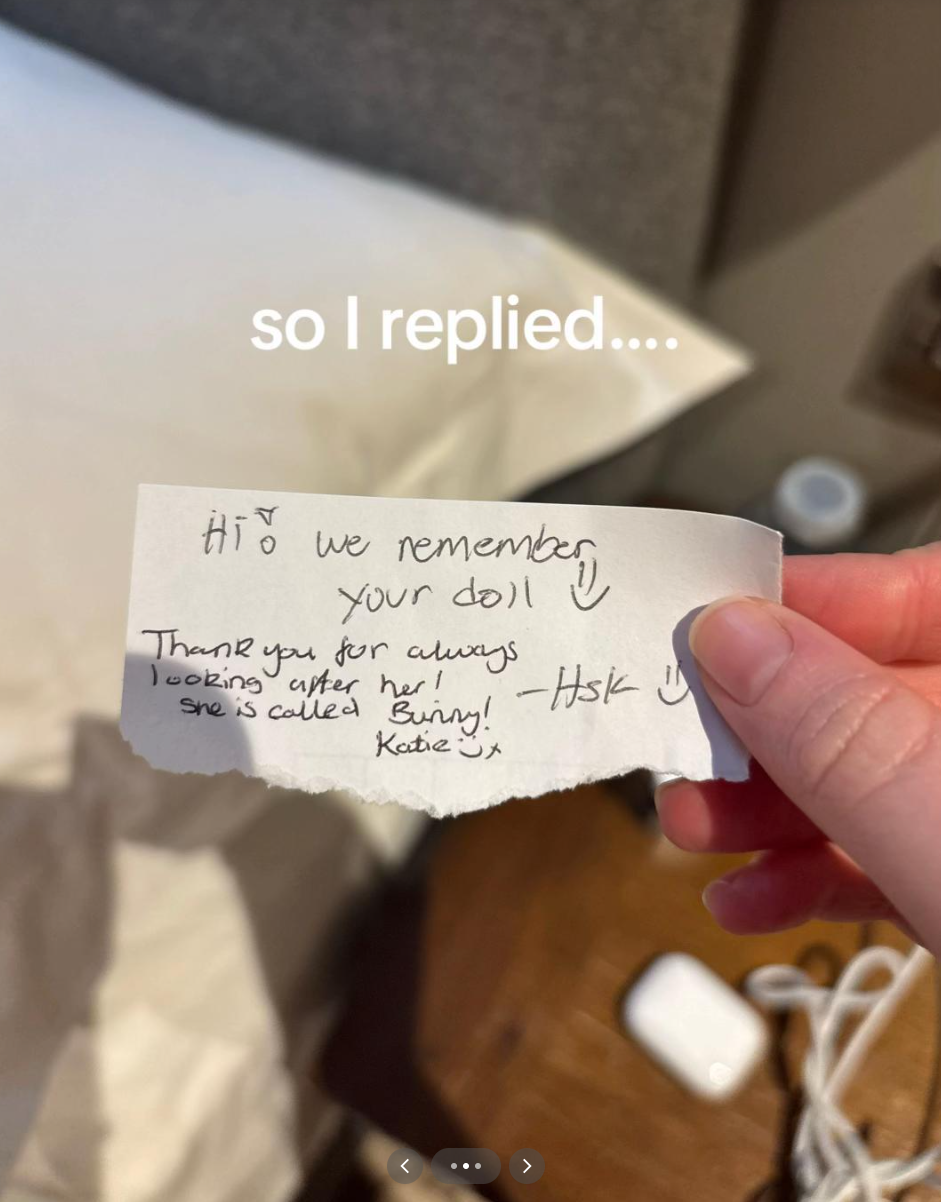 so I replied....
Hi! we remember
your doll :)
Thank you for always
looking after her!
- Hsk :)
She is called Bunny!
Katie :) x